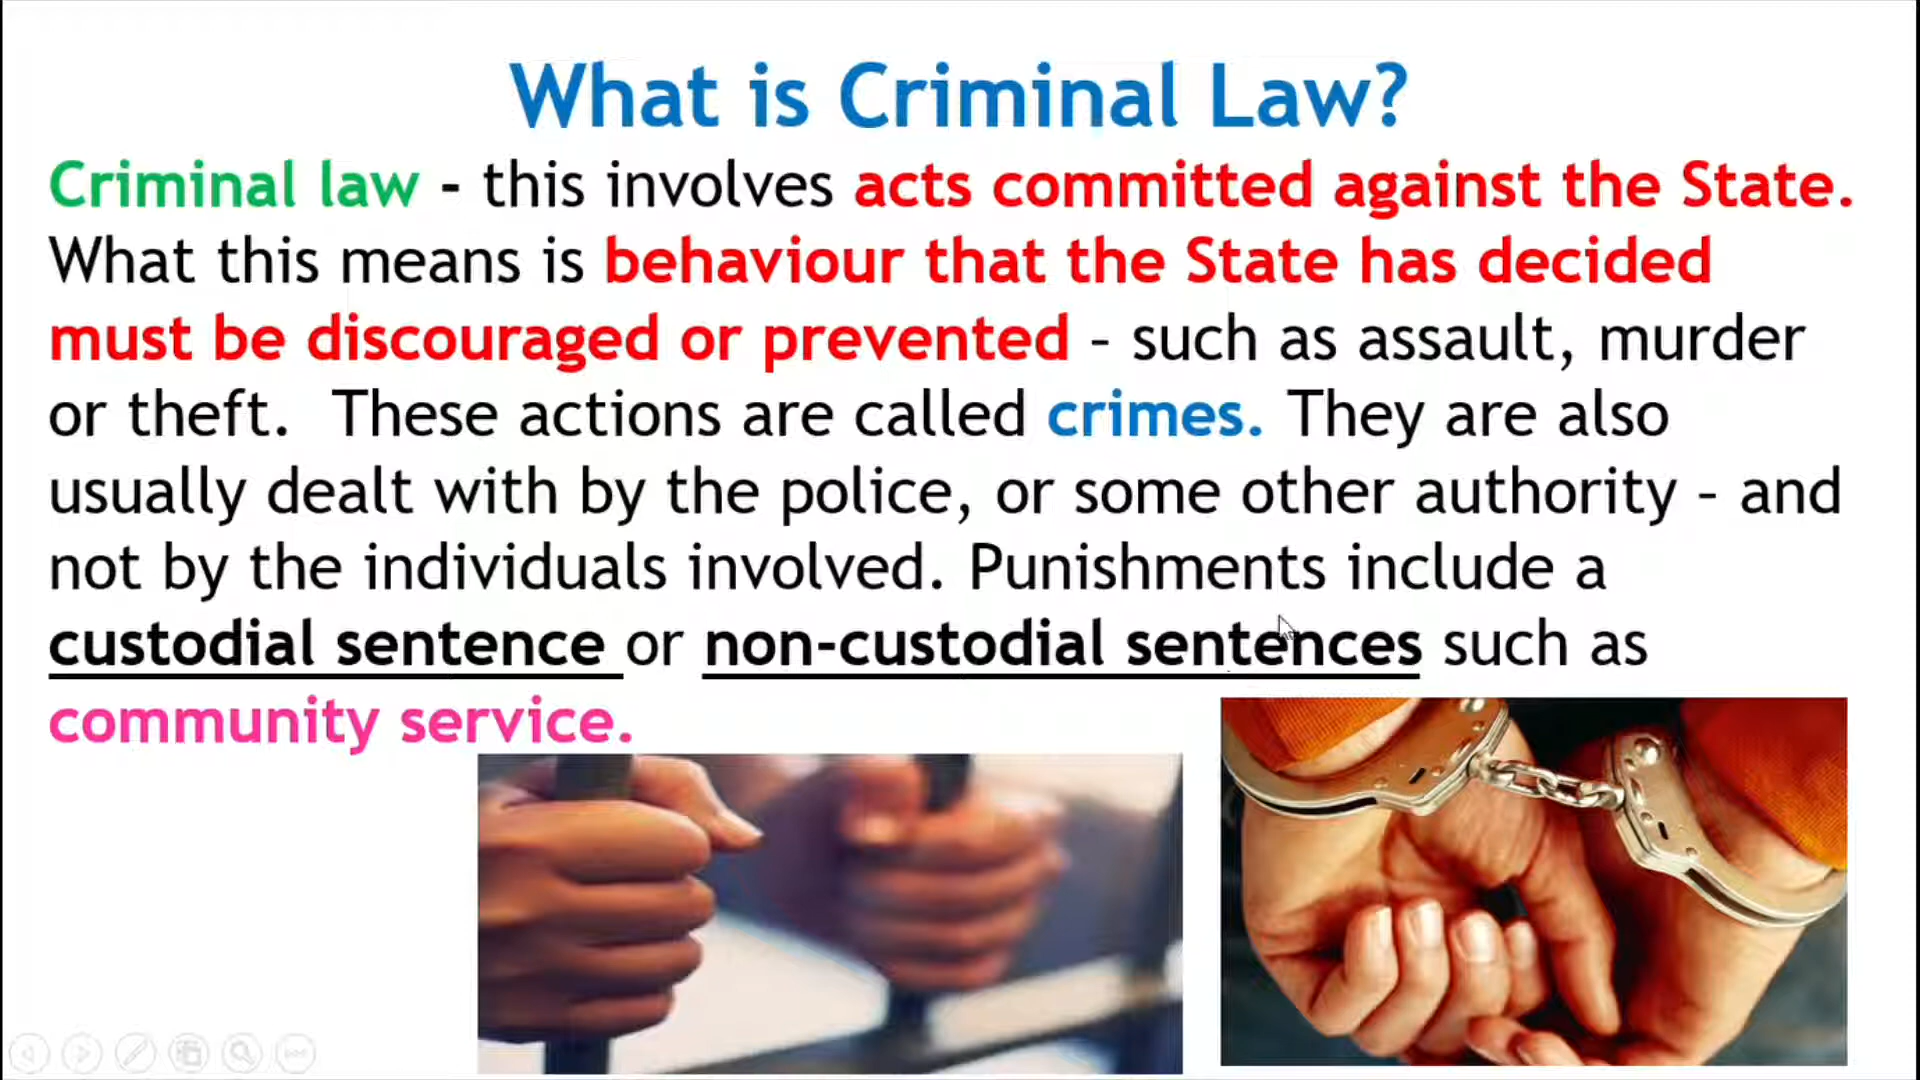 What is Criminal Law?
Criminal law - this involves acts committed against the State.
What this means is behaviour that the State has decided
must be discouraged or prevented – such as assault, murder
or theft.  These actions are called crimes. They are also
usually dealt with by the police, or some other authority – and
not by the individuals involved. Punishments include a
custodial sentence or non-custodial sentences such as
community service.